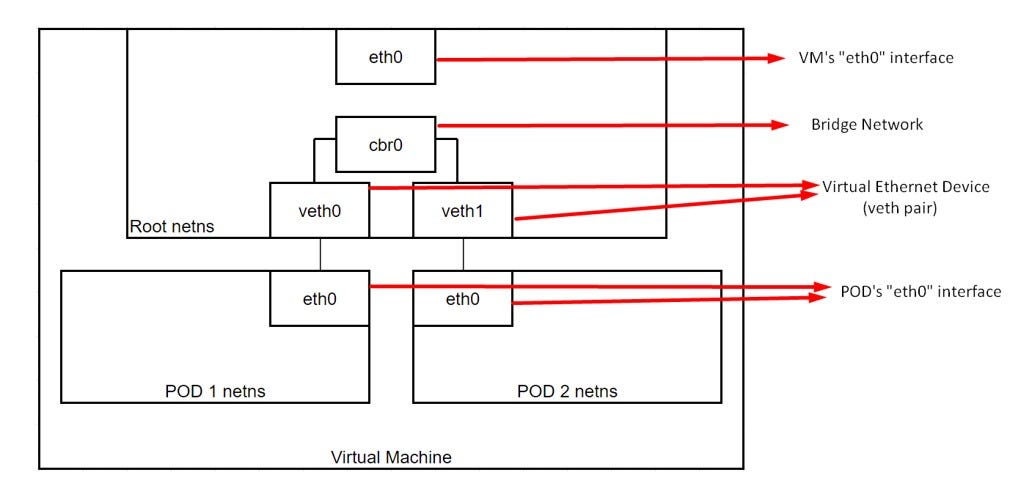 eth0
VM's "eth0" interface
cbr0
Bridge Network
veth0
veth1
Virtual Ethernet Device
(veth pair)
Root netns
eth0
eth0
POD's "eth0" interface
POD 1 netns
POD 2 netns
Virtual Machine